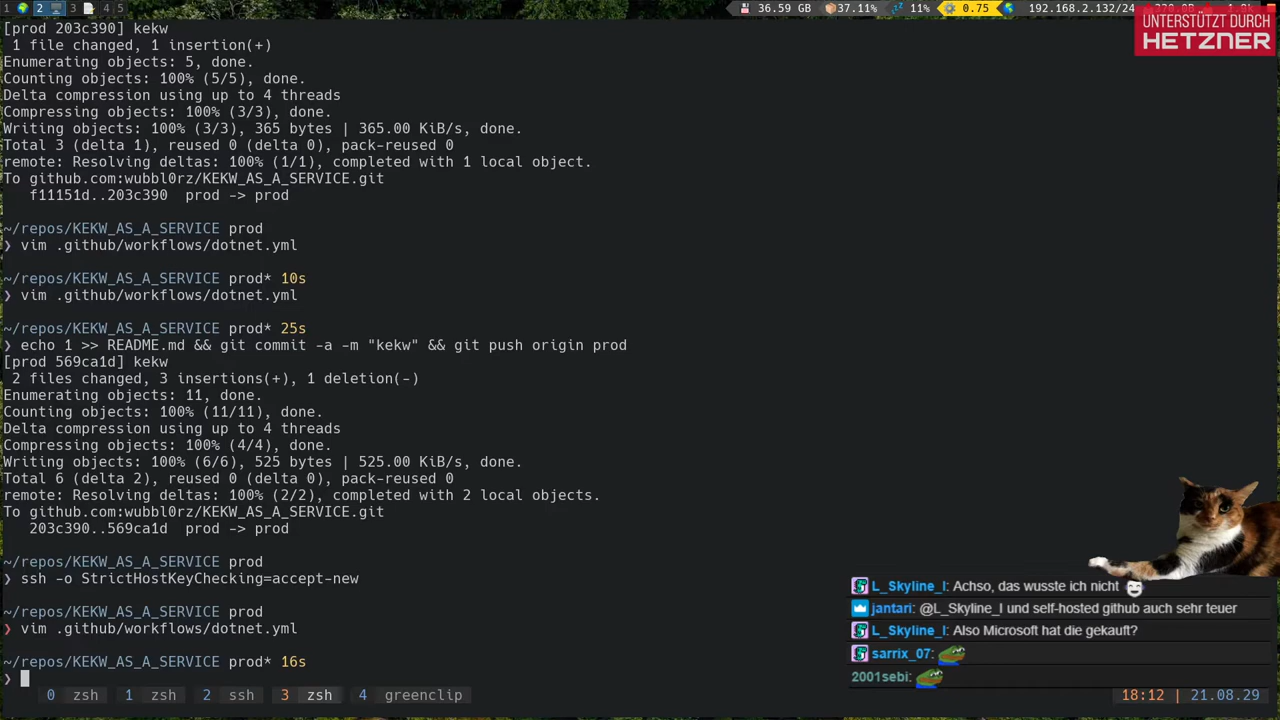 1 2 3 4 5 36.59 GB 37.11% 11% 0.75 192.168.2.132/24 370.0B 1.8k
UNTERSTÜTZT DURCH
HETZNER
[prod 203c390] kekw
1 file changed, 1 insertion(+)
Enumerating objects: 5, done.
Counting objects: 100% (5/5), done.
Delta compression using up to 4 threads
Compressing objects: 100% (3/3), done.
Writing objects: 100% (3/3), 365 bytes | 365.00 KiB/s, done.
Total 3 (delta 1), reused 0 (delta 0), pack-reused 0
remote: Resolving deltas: 100% (1/1), completed with 1 local object.
To github.com:wubbl0rz/KEKW_AS_A_SERVICE.git
f11151d..203c390 prod -> prod
~/repos/KEKW_AS_A_SERVICE prod
❯ vim .github/workflows/dotnet.yml
~/repos/KEKW_AS_A_SERVICE prod* 10s
❯ vim .github/workflows/dotnet.yml
~/repos/KEKW_AS_A_SERVICE prod* 25s
❯ echo 1 >> README.md && git commit -a -m "kekw" && git push origin prod
[prod 569ca1d] kekw
2 files changed, 3 insertions(+), 1 deletion(-)
Enumerating objects: 11, done.
Counting objects: 100% (11/11), done.
Delta compression using up to 4 threads
Compressing objects: 100% (4/4), done.
Writing objects: 100% (6/6), 525 bytes | 525.00 KiB/s, done.
Total 6 (delta 2), reused 0 (delta 0), pack-reused 0
remote: Resolving deltas: 100% (2/2), completed with 2 local objects.
To github.com:wubbl0rz/KEKW_AS_A_SERVICE.git
203c390..569ca1d prod -> prod
~/repos/KEKW_AS_A_SERVICE prod
❯ ssh -o StrictHostKeyChecking=accept-new
~/repos/KEKW_AS_A_SERVICE prod
❯ vim .github/workflows/dotnet.yml
~/repos/KEKW_AS_A_SERVICE prod* 16s
❯
L_Skyline_I: Achso, das wusste ich nicht
jantari: @L_Skyline_I und self-hosted github auch sehr teuer
L_Skyline_I: Also Microsoft hat die gekauft?
sarrix_07:
2001sebi:
0 zsh 1 zsh 2 ssh 3 zsh 4 greenclip 18:12 | 21.08.29